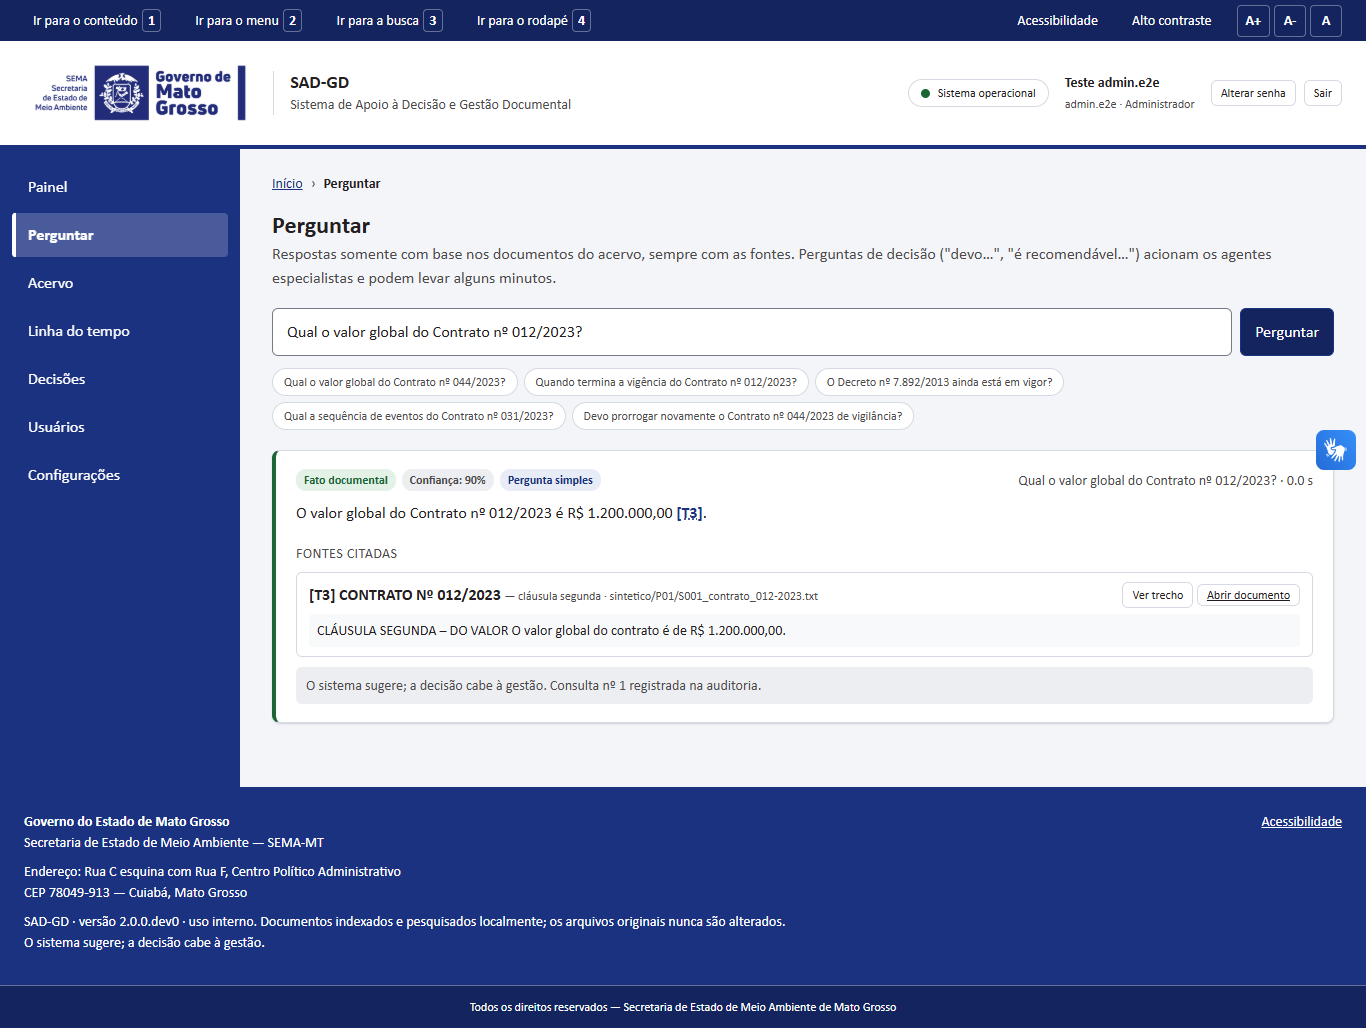 Ir para o conteúdo 1 Ir para o menu 2 Ir para a busca 3 Ir para o rodapé 4 Acessibilidade Alto contraste A+ A- A
SEMA
Secretaria
de Estado de
Meio Ambiente
Governo de
Mato
Grosso
SAD-GD
Sistema de Apoio à Decisão e Gestão Documental
Sistema operacional
Teste admin.e2e
admin.e2e · Administrador
Alterar senha
Sair
Painel
Perguntar
Acervo
Linha do tempo
Decisões
Usuários
Configurações
Início › Perguntar
Perguntar
Respostas somente com base nos documentos do acervo, sempre com as fontes. Perguntas de decisão ("devo…", "é recomendável…") acionam os agentes
especialistas e podem levar alguns minutos.
Qual o valor global do Contrato nº 012/2023?
Perguntar
Qual o valor global do Contrato nº 044/2023? Quando termina a vigência do Contrato nº 012/2023? O Decreto nº 7.892/2013 ainda está em vigor?
Qual a sequência de eventos do Contrato nº 031/2023? Devo prorrogar novamente o Contrato nº 044/2023 de vigilância?
Fato documental Confiança: 90% Pergunta simples Qual o valor global do Contrato nº 012/2023? · 0.0 s
O valor global do Contrato nº 012/2023 é R$ 1.200.000,00 [T3].
FONTES CITADAS
[T3] CONTRATO Nº 012/2023 — cláusula segunda · sintetico/P01/S001_contrato_012-2023.txt Ver trecho Abrir documento
CLÁUSULA SEGUNDA – DO VALOR O valor global do contrato é de R$ 1.200.000,00.
O sistema sugere; a decisão cabe à gestão. Consulta nº 1 registrada na auditoria.
Governo do Estado de Mato Grosso
Secretaria de Estado de Meio Ambiente — SEMA-MT
Endereço: Rua C esquina com Rua F, Centro Político Administrativo
CEP 78049-913 — Cuiabá, Mato Grosso
SAD-GD · versão 2.0.0.dev0 · uso interno. Documentos indexados e pesquisados localmente; os arquivos originais nunca são alterados.
O sistema sugere; a decisão cabe à gestão.
Acessibilidade
Todos os direitos reservados — Secretaria de Estado de Meio Ambiente de Mato Grosso